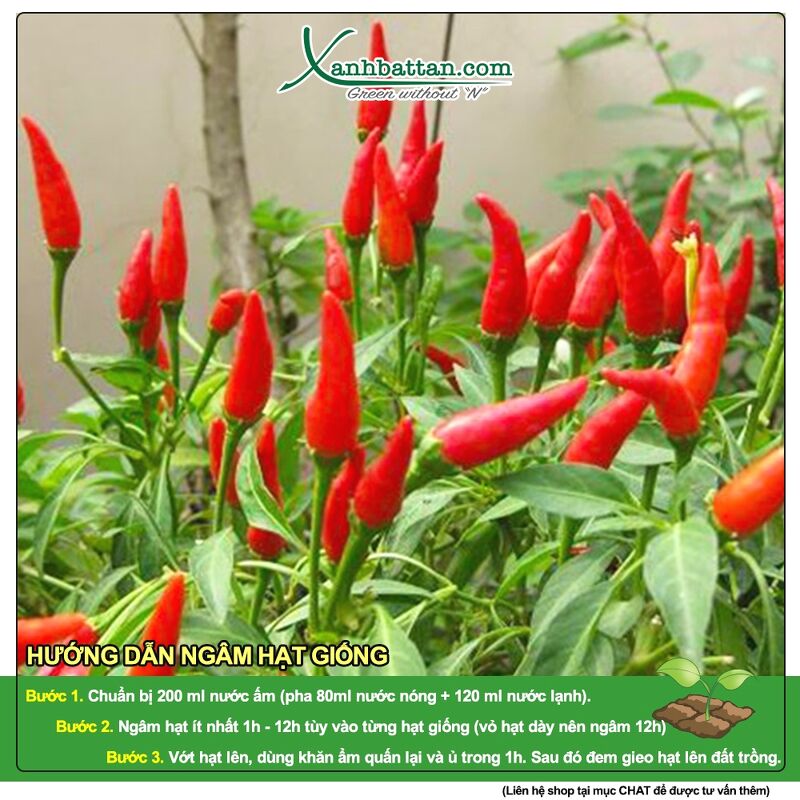 Xanhbattan.com
Green without "N"
HƯỚNG DẪN NGÂM HẠT GIỐNG
Bước 1. Chuẩn bị 200 ml nước ấm (pha 80ml nước nóng + 120 ml nước lạnh).
Bước 2. Ngâm hạt ít nhất 1h - 12h tùy vào từng hạt giống (vỏ hạt dày nên ngâm 12h)
Bước 3. Vớt hạt lên, dùng khăn ẩm quấn lại và ủ trong 1h. Sau đó đem gieo hạt lên đất trồng.
(Liên hệ shop tại mục CHAT để được tư vấn thêm)